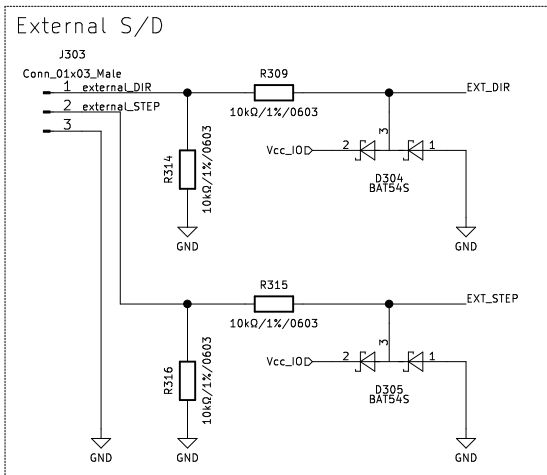 External S/D
J303
Conn_01x03_Male
1 external_DIR
2 external_STEP
3
R309
10kΩ/1%/0603
EXT_DIR
R314
10kΩ/1%/0603
Vcc_IO
2
3
1
D304
BAT54S
GND
GND
R315
10kΩ/1%/0603
EXT_STEP
R316
10kΩ/1%/0603
Vcc_IO
2
3
1
D305
BAT54S
GND
GND
GND